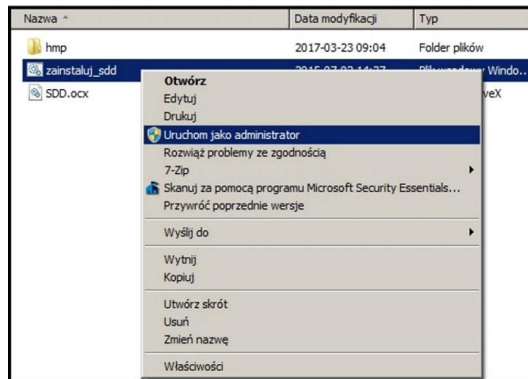 Nazwa Data modyfikacji Typ
hmp 2017-03-23 09:04 Folder plików
zainstaluj_sdd Windo..
SDD.ocx veX
Otwórz
Edytuj
Drukuj
Uruchom jako administrator
Rozwiąż problemy ze zgodnością
7-Zip
Skanuj za pomocą programu Microsoft Security Essentials...
Przywróć poprzednie wersje
Wyślij do
Wytnij
Kopiuj
Utwórz skrót
Usuń
Zmień nazwę
Właściwości